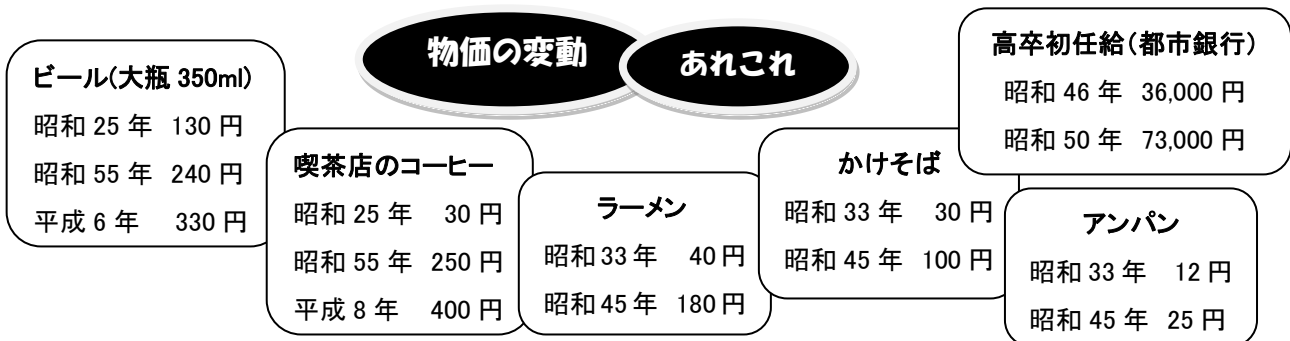 物価の変動
あれこれ
ビール(大瓶 350ml)
昭和 25 年 130 円
昭和 55 年 240 円
平成 6 年 330 円
喫茶店のコーヒー
昭和 25 年 30 円
昭和 55 年 250 円
平成 8 年 400 円
ラーメン
昭和 33 年 40 円
昭和 45 年 180 円
かけそば
昭和 33 年 30 円
昭和 45 年 100 円
高卒初任給(都市銀行)
昭和 46 年 36,000 円
昭和 50 年 73,000 円
アンパン
昭和 33 年 12 円
昭和 45 年 25 円